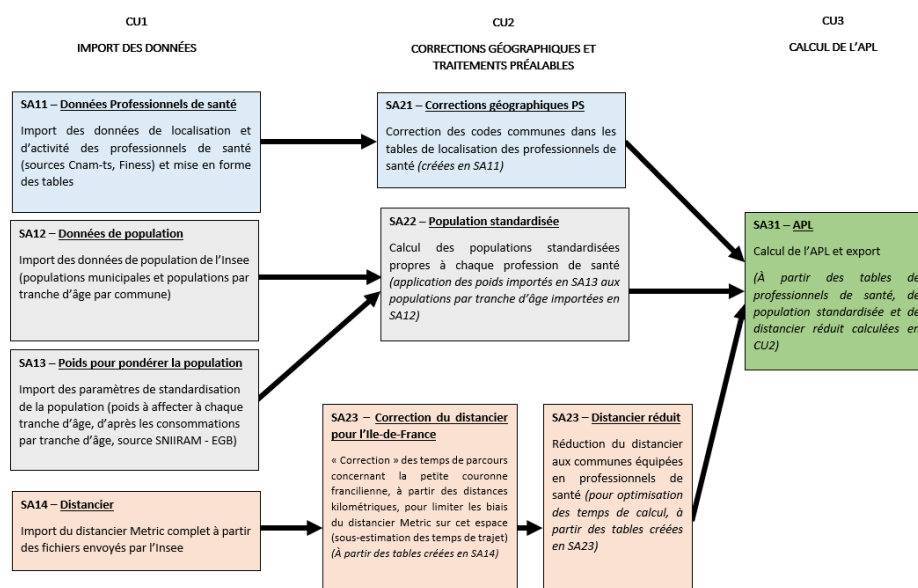 CU1
IMPORT DES DONNÉES
CU2
CORRECTIONS GÉOGRAPHIQUES ET
TRAITEMENTS PRÉALABLES
CU3
CALCUL DE L'APL
SA11 – Données Professionnels de santé
Import des données de localisation et
d'activité des professionnels de santé
(sources Cnam-ts, Finess) et mise en forme
des tables
SA21 – Corrections géographiques PS
Correction des codes communes dans les
tables de localisation des professionnels de
santé (créées en SA11)
SA12 – Données de population
Import des données de population de l'Insee
(populations municipales et populations par
tranche d'âge par commune)
SA22 – Population standardisée
Calcul des populations standardisées
propres à chaque profession de santé
(application des poids importés en SA13 aux
populations par tranche d'âge importées en
SA12)
SA31 – APL
Calcul de l'APL et export
(À partir des tables de
professionnels de santé, de
population standardisée et de
distancier réduit calculées en
CU2)
SA13 – Poids pour pondérer la population
Import des paramètres de standardisation
de la population (poids à affecter à chaque
tranche d'âge, d'après les consommations
par tranche d'âge, source SNIIRAM - EGB)
SA23 – Correction du distancier
pour l'Ile-de-France
« Correction » des temps de parcours
concernant la petite couronne
francilienne, à partir des distances
kilométriques, pour limiter les biais
du distancier Metric sur cet espace
(sous-estimation des temps de trajet)
(À partir des tables créées en SA14)
SA23 – Distancier réduit
Réduction du distancier
aux communes équipées
en professionnels de
santé (pour optimisation
des temps de calcul, à
partir des tables créées
en SA23)
SA14 – Distancier
Import du distancier Metric complet à partir
des fichiers envoyés par l'Insee